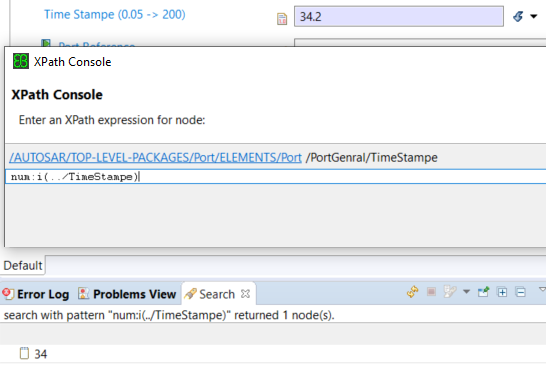 Time Stampe (0.05 -> 200)
34.2
Port Reference
XPath Console
XPath Console
Enter an XPath expression for node:
/AUTOSAR/TOP-LEVEL-PACKAGES/Port/ELEMENTS/Port /PortGenral/TimeStampe
num:i(../TimeStampe)
Default
Error Log Problems View Search
search with pattern "num:i(../TimeStampe)" returned 1 node(s).
34